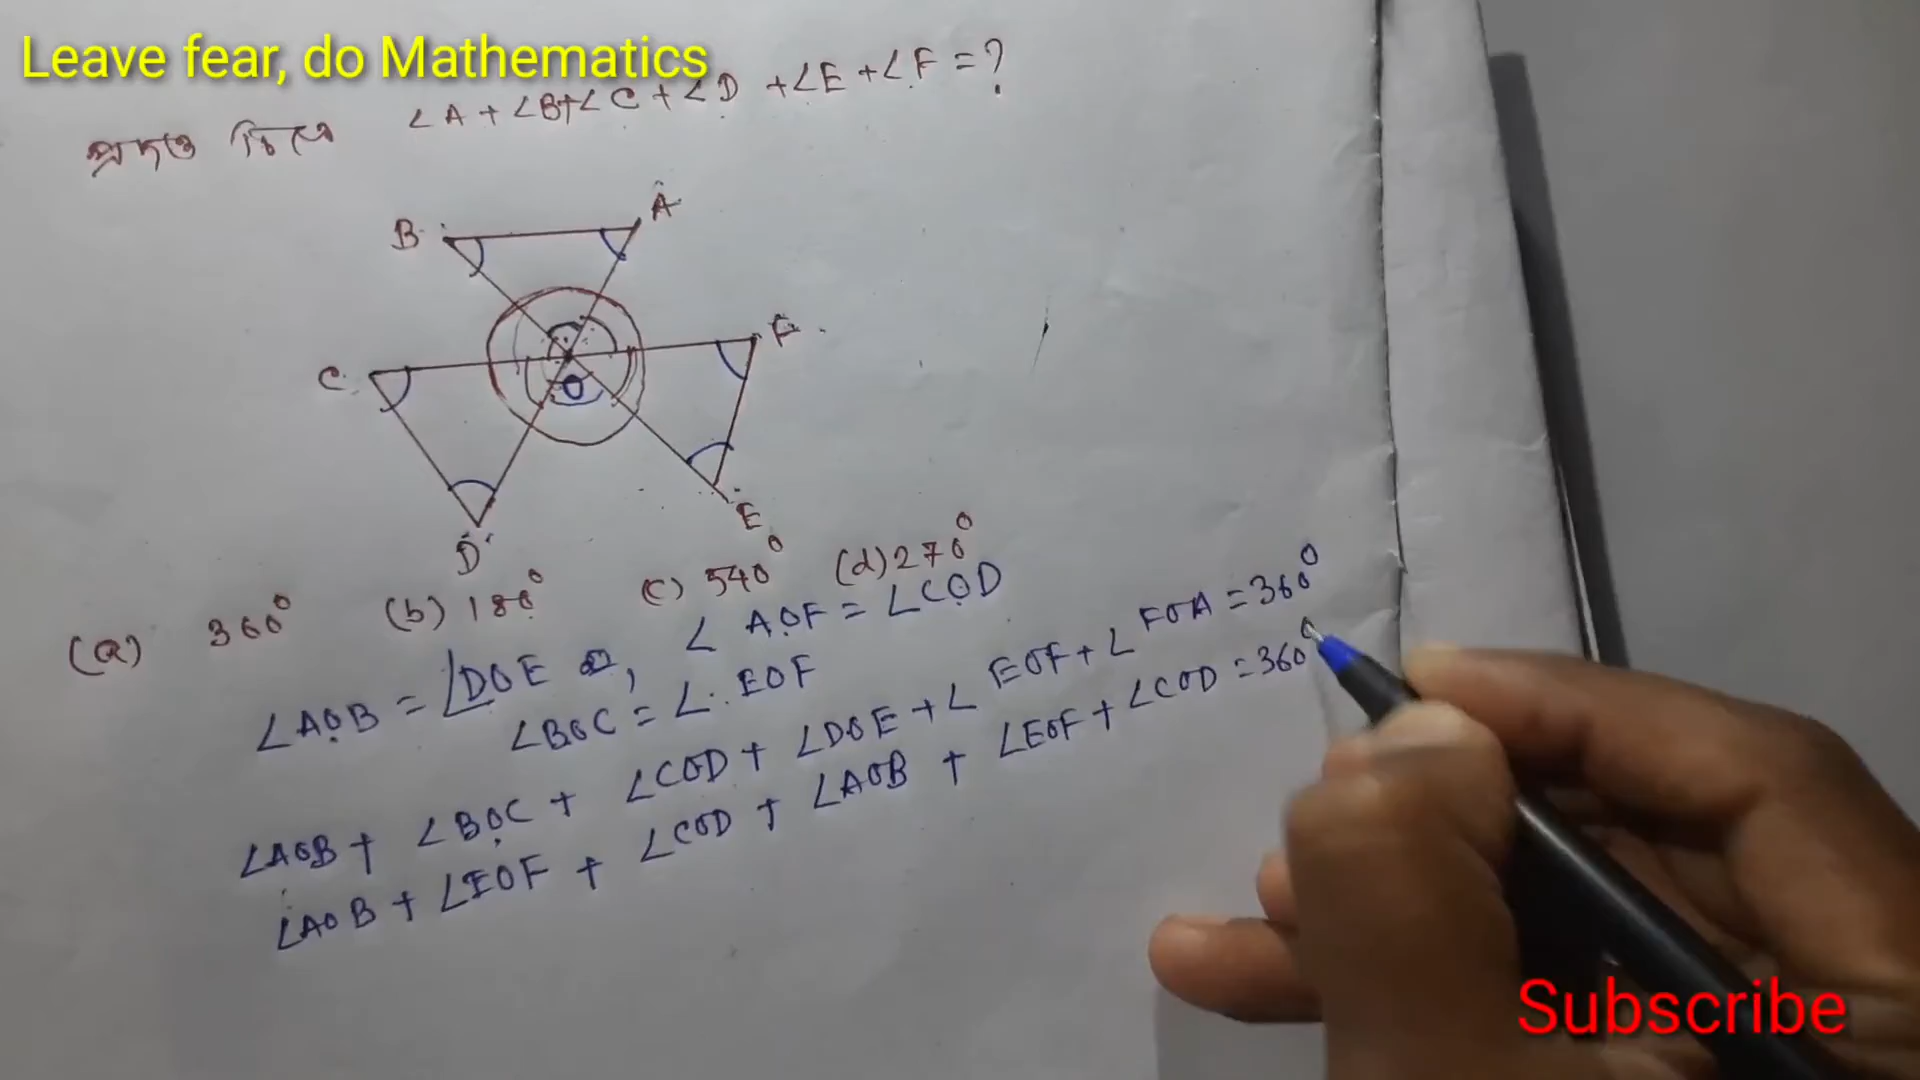 Leave fear, do Mathematics
প্রদত্ত চিত্রে ∠A + ∠B + ∠C + ∠D + ∠E + ∠F = ?
B A
C F
O
D E
(a) 360° (b) 180° (c) 540° (d) 270°
∠AOB = ∠DOE, ∠AOF = ∠COD
∠BOC = ∠EOF
∠AOB + ∠BOC + ∠COD + ∠DOE + ∠EOF + ∠FOA = 360°
∠AOB + ∠EOF + ∠COD + ∠AOB + ∠EOF + ∠COD = 360°
Subscribe